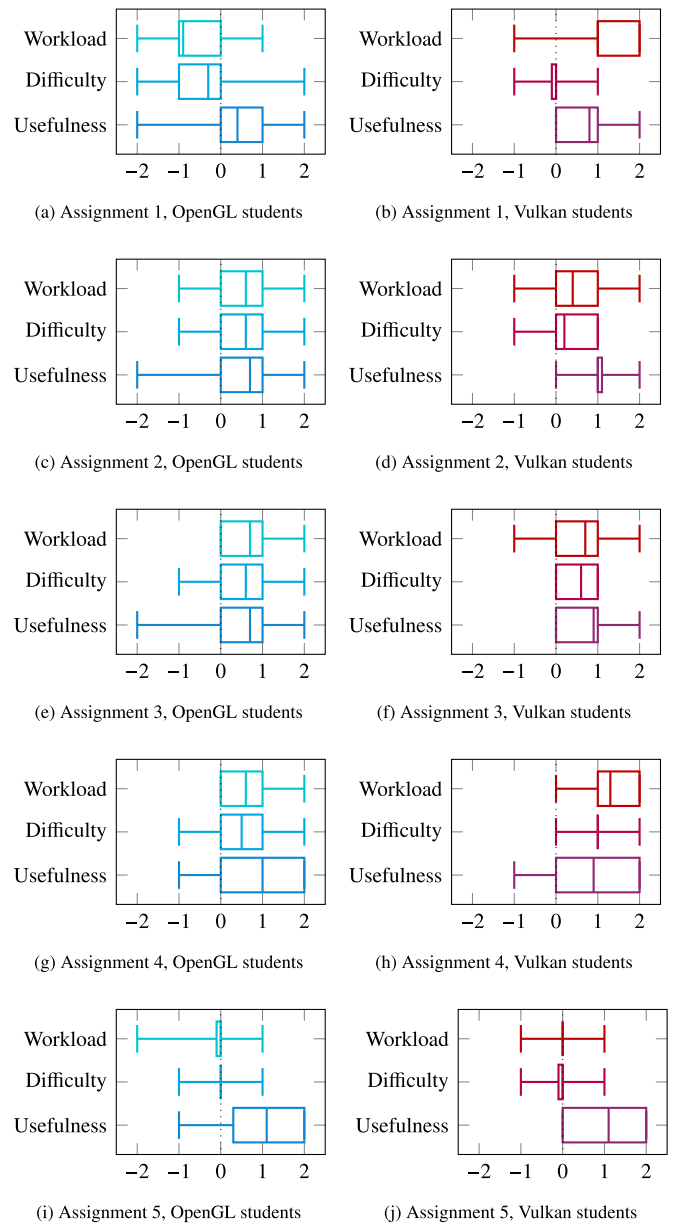 Workload Workload
Difficulty Difficulty
Usefulness Usefulness
−2 −1 0 1 2 −2 −1 0 1 2
(a) Assignment 1, OpenGL students (b) Assignment 1, Vulkan students
Workload Workload
Difficulty Difficulty
Usefulness Usefulness
−2 −1 0 1 2 −2 −1 0 1 2
(c) Assignment 2, OpenGL students (d) Assignment 2, Vulkan students
Workload Workload
Difficulty Difficulty
Usefulness Usefulness
−2 −1 0 1 2 −2 −1 0 1 2
(e) Assignment 3, OpenGL students (f) Assignment 3, Vulkan students
Workload Workload
Difficulty Difficulty
Usefulness Usefulness
−2 −1 0 1 2 −2 −1 0 1 2
(g) Assignment 4, OpenGL students (h) Assignment 4, Vulkan students
Workload Workload
Difficulty Difficulty
Usefulness Usefulness
−2 −1 0 1 2 −2 −1 0 1 2
(i) Assignment 5, OpenGL students (j) Assignment 5, Vulkan students